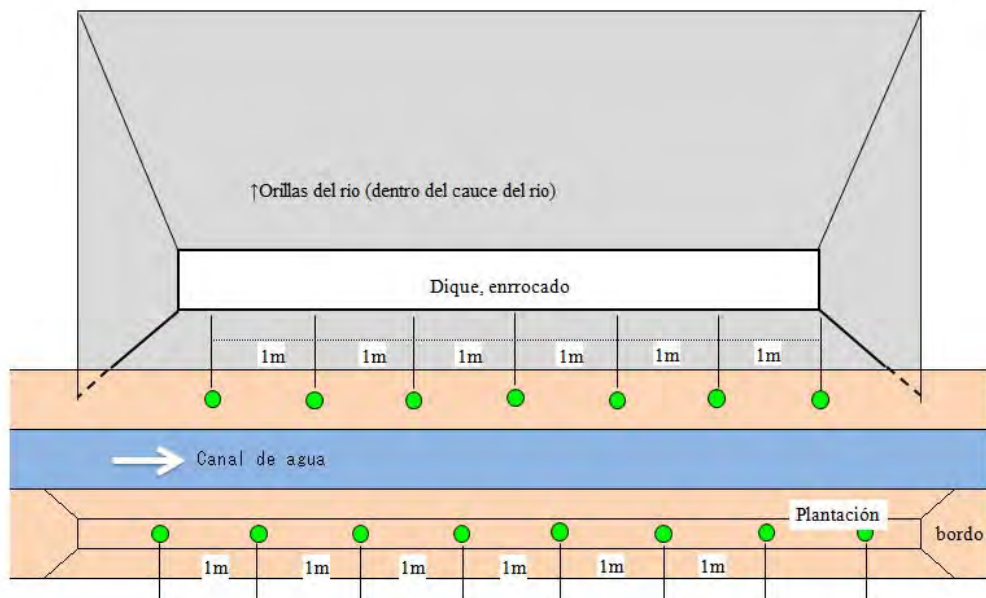 ↑Orillas del rio (dentro del cauce del rio)
Dique, enrrocado
1m 1m 1m 1m 1m 1m
Canal de agua
Plantación
bordo
1m 1m 1m 1m 1m 1m